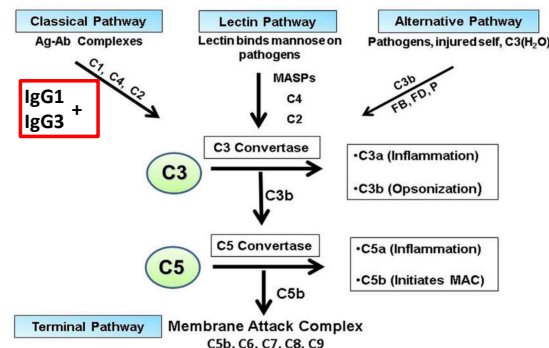 Classical Pathway
Ag-Ab Complexes
Lectin Pathway
Lectin binds mannose on
pathogens
Alternative Pathway
Pathogens, injured self, C3(H₂O)
C1, C4, C2
IgG1
IgG3 +
MASPs
C4
C2
C3b
FB, FD, P
C3 Convertase
C3
•C3a (Inflammation)
•C3b (Opsonization)
C3b
C5 Convertase
C5
•C5a (Inflammation)
•C5b (Initiates MAC)
C5b
Terminal Pathway
Membrane Attack Complex
C5b, C6, C7, C8, C9